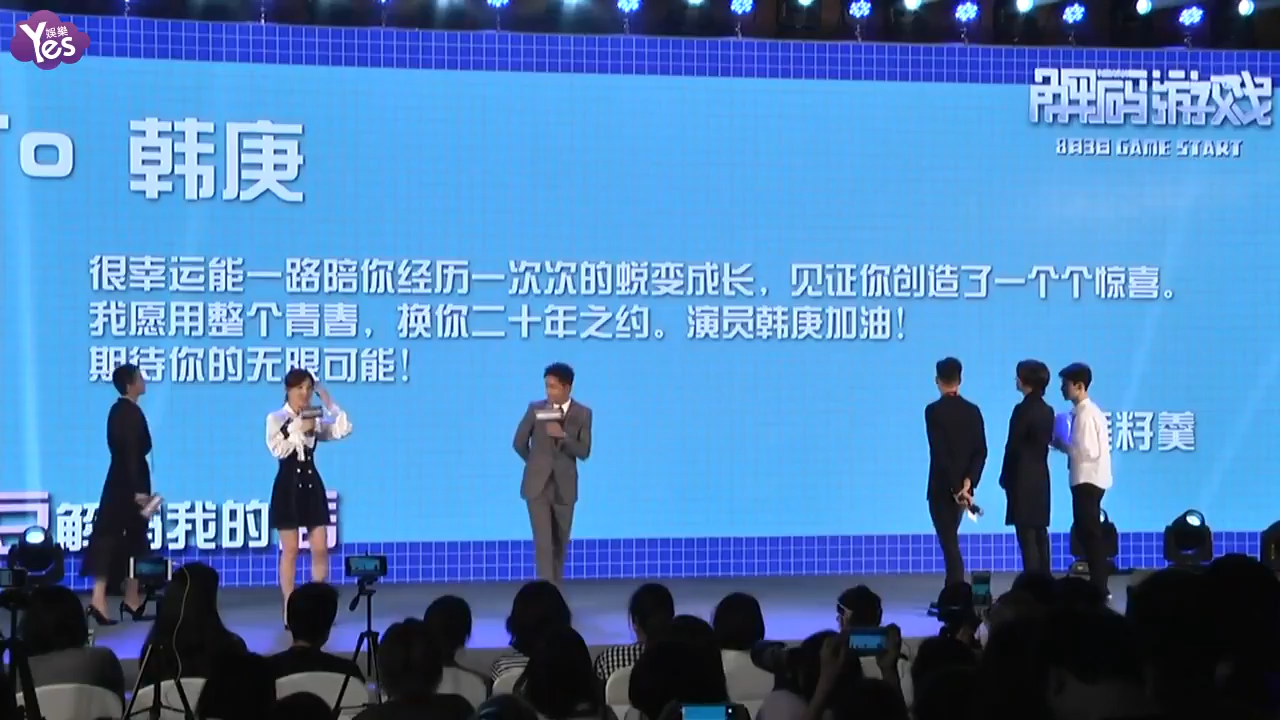 娱樂
Yes
解码游戏
8月3日 GAME START
To 韩庚
很幸运能一路陪你经历一次次的蜕变成长，见证你创造了一个个惊喜。
我愿用整个青春，换你二十年之约。演员韩庚加油！
期待你的无限可能！
籽羹
解 我的